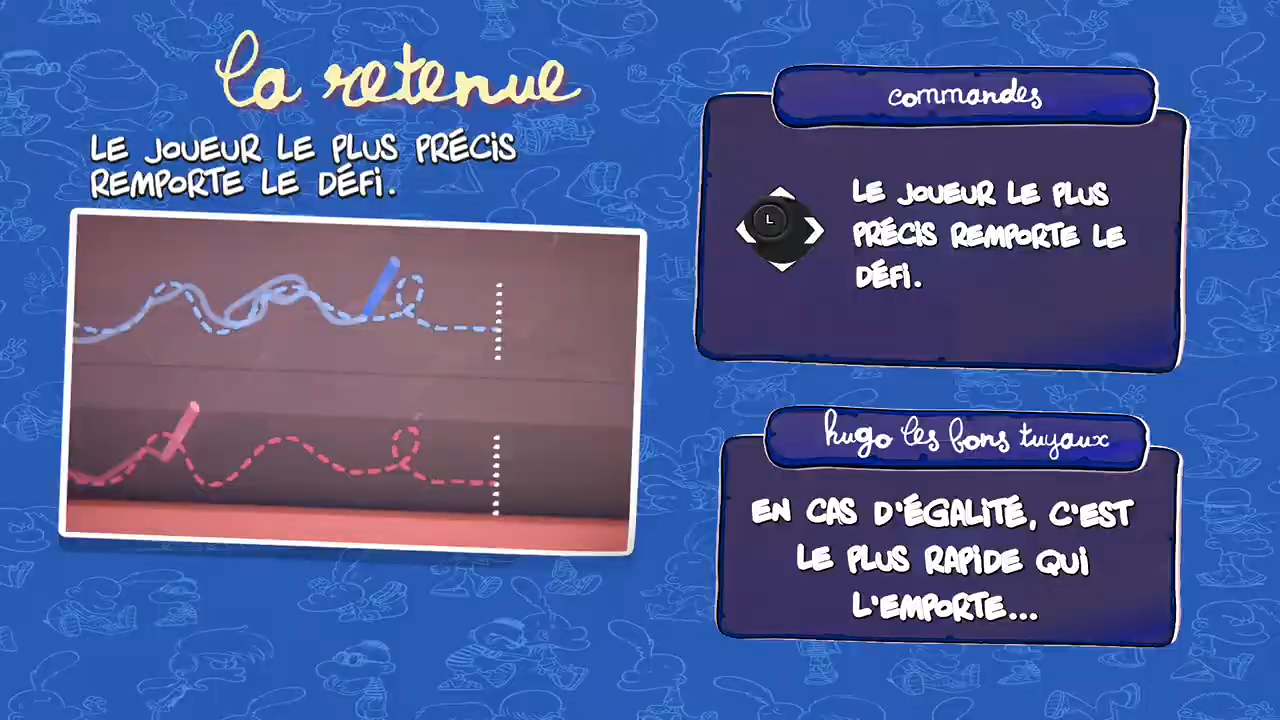 la retenue
LE JOUEUR LE PLUS PRÉCIS
REMPORTE LE DÉFI.
commandes
L
LE JOUEUR LE PLUS
PRÉCIS REMPORTE LE
DÉFI.
hugo les bons tuyaux
EN CAS D'ÉGALITÉ, C'EST
LE PLUS RAPIDE QUI
L'EMPORTE...